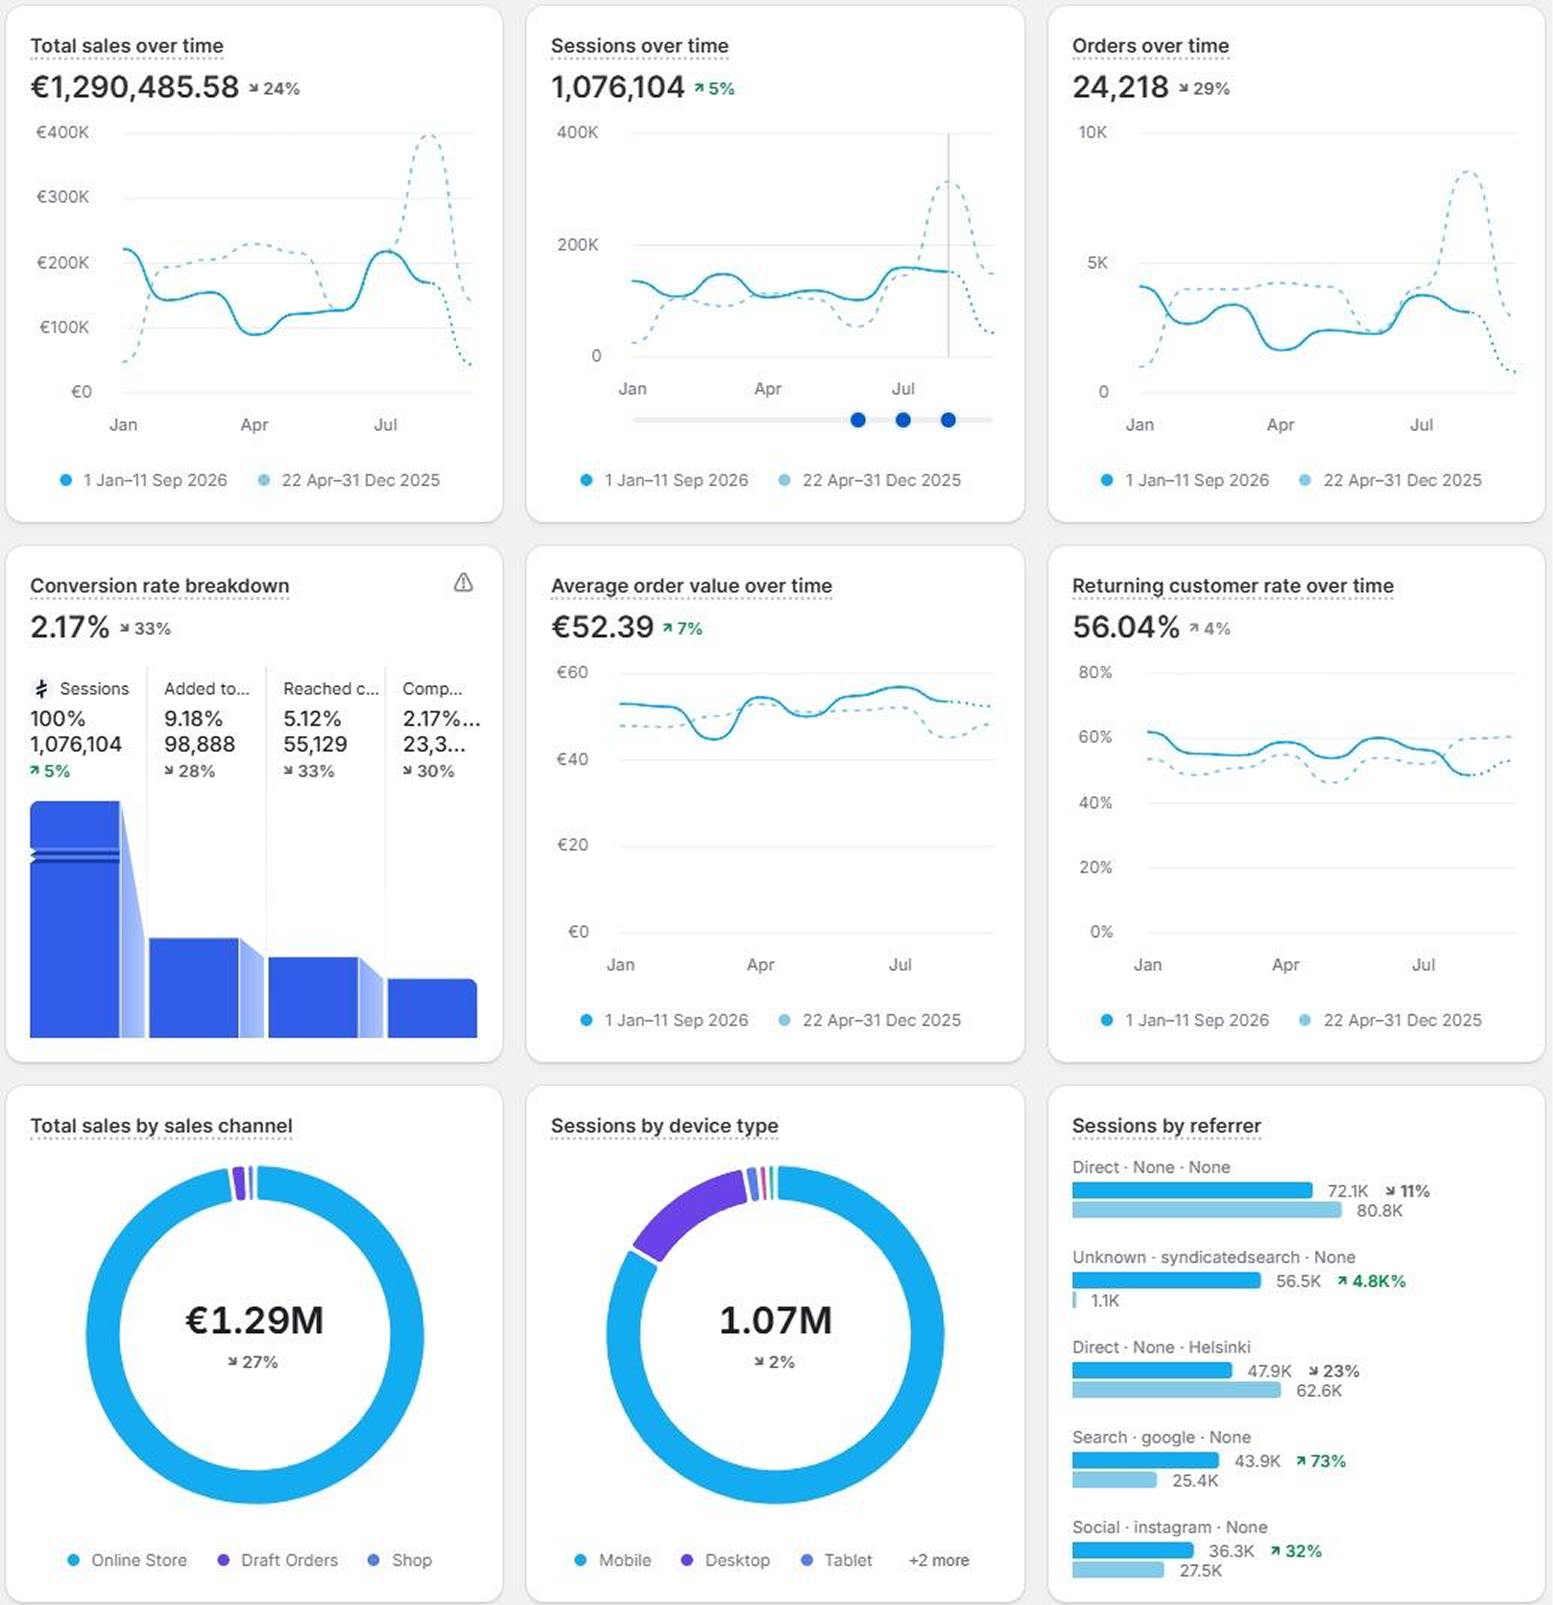 Total sales over time
€1,290,485.58 24%
€400K
€300K
€200K
€100K
€0
Jan Apr Jul
1 Jan–11 Sep 2026 22 Apr–31 Dec 2025
Sessions over time
1,076,104 5%
400K
200K
0
Jan Apr Jul
1 Jan–11 Sep 2026 22 Apr–31 Dec 2025
Orders over time
24,218 29%
10K
5K
0
Jan Apr Jul
1 Jan–11 Sep 2026 22 Apr–31 Dec 2025
Conversion rate breakdown
2.17% 33%
Sessions Added to... Reached c... Comp...
100% 9.18% 5.12% 2.17%...
1,076,104 98,888 55,129 23,3...
5% 28% 33% 30%
Average order value over time
€52.39 7%
€60
€40
€20
€0
Jan Apr Jul
1 Jan–11 Sep 2026 22 Apr–31 Dec 2025
Returning customer rate over time
56.04% 4%
80%
60%
40%
20%
0%
Jan Apr Jul
1 Jan–11 Sep 2026 22 Apr–31 Dec 2025
Total sales by sales channel
€1.29M
27%
Online Store Draft Orders Shop
Sessions by device type
1.07M
2%
Mobile Desktop Tablet +2 more
Sessions by referrer
Direct · None · None
72.1K 11%
80.8K
Unknown · syndicatedsearch · None
56.5K 4.8K%
1.1K
Direct · None · Helsinki
47.9K 23%
62.6K
Search · google · None
43.9K 73%
25.4K
Social · instagram · None
36.3K 32%
27.5K